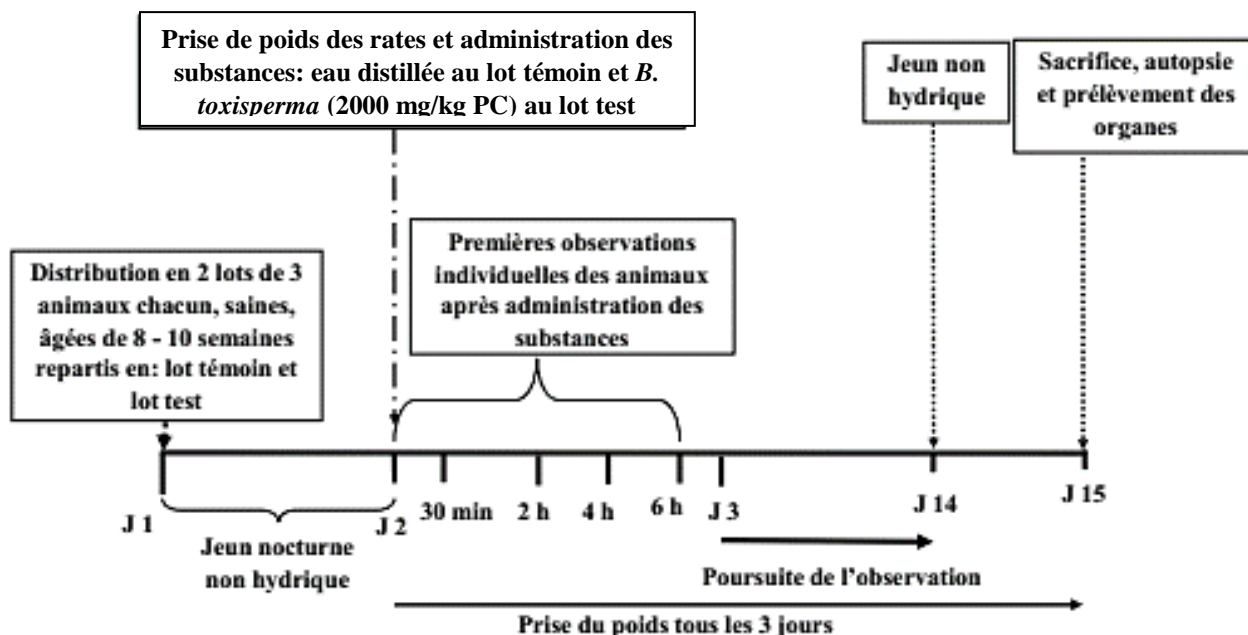 Prise de poids des rates et administration des
substances: eau distillée au lot témoin et B.
toxisperma (2000 mg/kg PC) au lot test
Jeun non
hydrique
Sacrifice, autopsie
et prélèvement des
organes
Distribution en 2 lots de 3
animaux chacun, saines,
âgées de 8 - 10 semaines
repartis en: lot témoin et
lot test
Premières observations
individuelles des animaux
après administration des
substances
J 1
J 2
30 min
2 h
4 h
6 h
J 3
J 14
J 15
Jeun nocturne
non hydrique
Poursuite de l’observation
Prise du poids tous les 3 jours